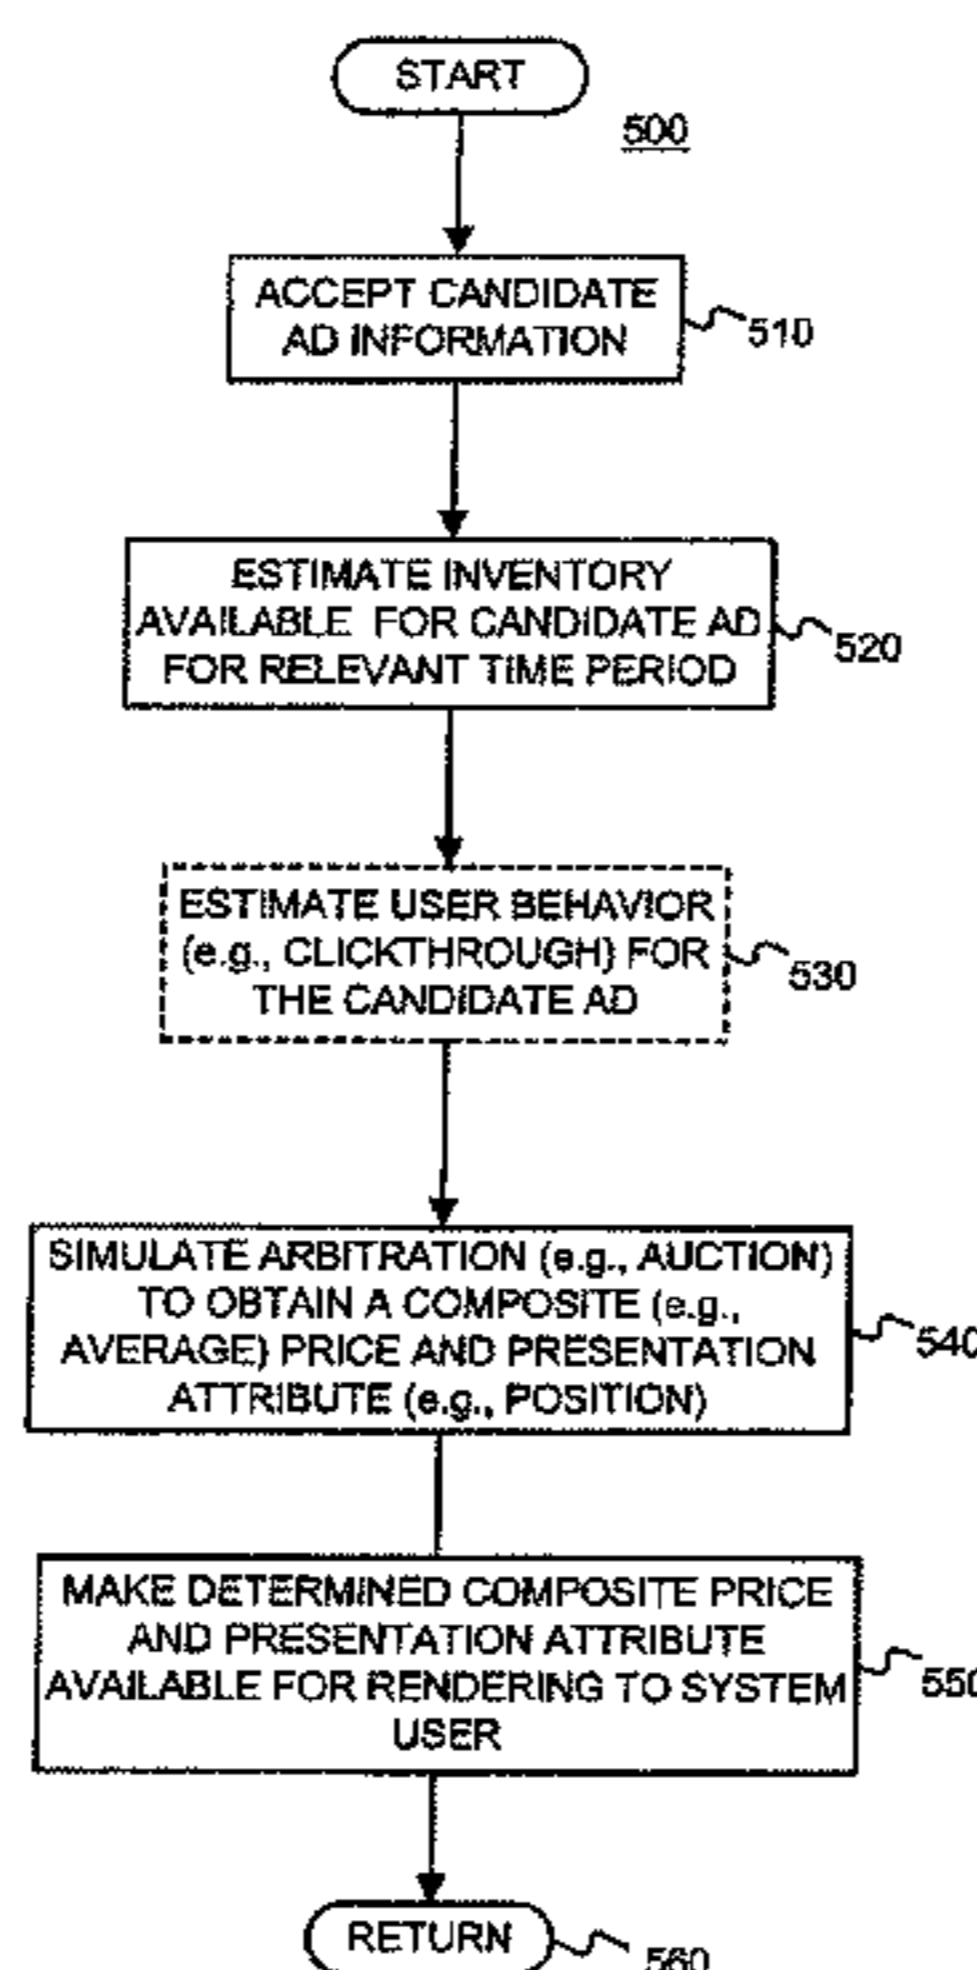 START
500
ACCEPT CANDIDATE
AD INFORMATION
510
ESTIMATE INVENTORY
AVAILABLE FOR CANDIDATE AD
FOR RELEVANT TIME PERIOD
520
ESTIMATE USER BEHAVIOR
(e.g., CLICKTHROUGH) FOR
THE CANDIDATE AD
530
SIMULATE ARBITRATION (e.g., AUCTION)
TO OBTAIN A COMPOSITE (e.g.,
AVERAGE) PRICE AND PRESENTATION
ATTRIBUTE (e.g., POSITION)
540
MAKE DETERMINED COMPOSITE PRICE
AND PRESENTATION ATTRIBUTE
AVAILABLE FOR RENDERING TO SYSTEM
USER
550
RETURN
560